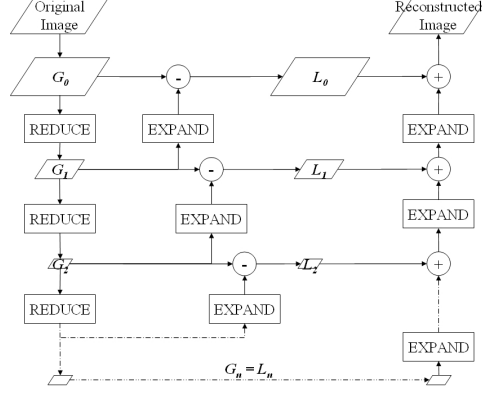 Original
Image
Reconstructed
Image
G₀
-
L₀
+
REDUCE
EXPAND
EXPAND
G₁
-
L₁
+
REDUCE
EXPAND
EXPAND
G₂
-
L₂
+
REDUCE
EXPAND
EXPAND
Gₙ = Lₙ